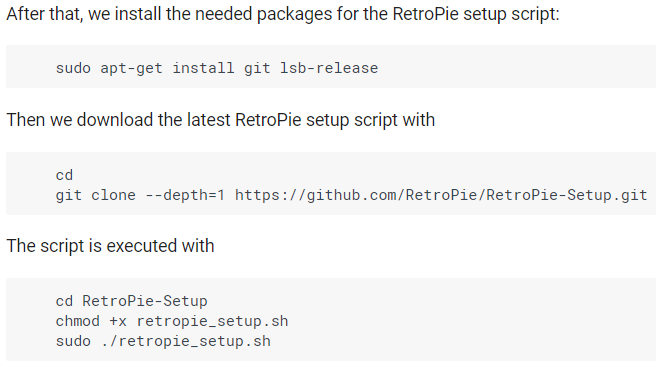 After that, we install the needed packages for the RetroPie setup script:
sudo apt-get install git lsb-release
Then we download the latest RetroPie setup script with
cd
git clone --depth=1 https://github.com/RetroPie/RetroPie-Setup.git
The script is executed with
cd RetroPie-Setup
chmod +x retropie_setup.sh
sudo ./retropie_setup.sh